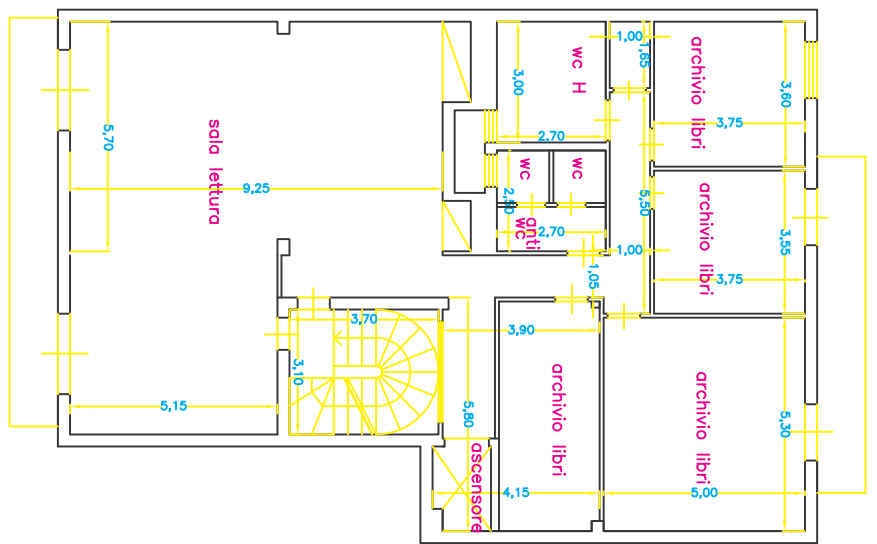 1,00
1,65
archivio libri
3,60
3,75
wc H
3,00
2,70
5,70
sala lettura
9,25
wc
wc
2,50
anti
wc
2,70
5,50
1,00
1,05
archivio libri
3,55
3,75
3,70
3,10
5,15
3,90
5,80
ascensore
archivio libri
4,15
archivio libri
5,30
5,00